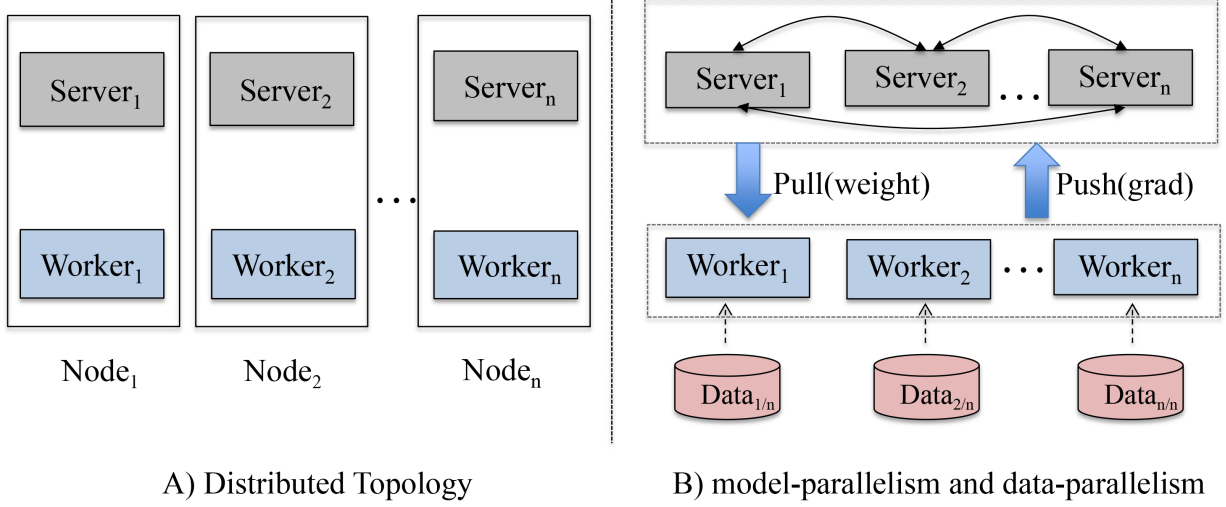 Server1
Server2
Servern
...
Worker1
Worker2
Workern
Node1
Node2
Noden
A) Distributed Topology
Server1
Server2
...
Servern
Pull(weight)
Push(grad)
Worker1
Worker2
...
Workern
Data1/n
Data2/n
Datan/n
B) model-parallelism and data-parallelism